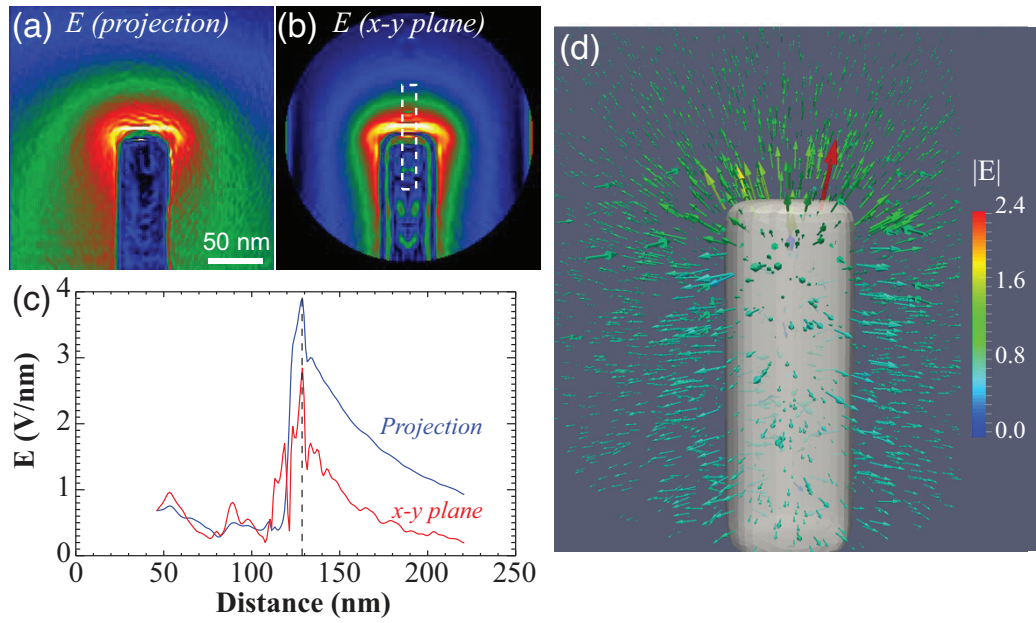 (a) E (projection)
50 nm
(b) E (x-y plane)
(c)
4
3
2
1
0
E (V/nm)
Projection
x-y plane
0 50 100 150 200 250
Distance (nm)
(d)
|E|
2.4
1.6
0.8
0.0